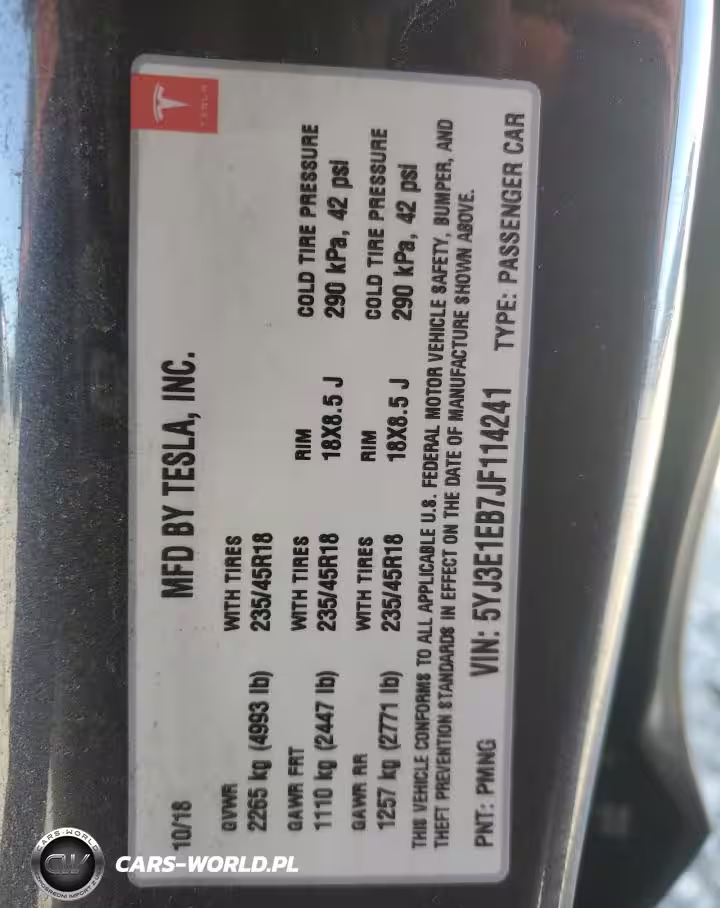 TESLA
10/18
MFD BY TESLA, INC.
GVWR
2265 kg (4993 lb)
WITH TIRES
235/45R18
GAWR FRT
1110 kg (2447 lb)
WITH TIRES
235/45R18
RIM
18X8.5 J
COLD TIRE PRESSURE
290 kPa, 42 psi
GAWR RR
1257 kg (2771 lb)
WITH TIRES
235/45R18
RIM
18X8.5 J
COLD TIRE PRESSURE
290 kPa, 42 psi
THIS VEHICLE CONFORMS TO ALL APPLICABLE U.S. FEDERAL MOTOR VEHICLE SAFETY, BUMPER, AND
THEFT PREVENTION STANDARDS IN EFFECT ON THE DATE OF MANUFACTURE SHOWN ABOVE.
PNT: PMNG VIN: 5YJ3E1EB7JF114241 TYPE: PASSENGER CAR
CARS-WORLD
CW
CARS-WORLD.PL